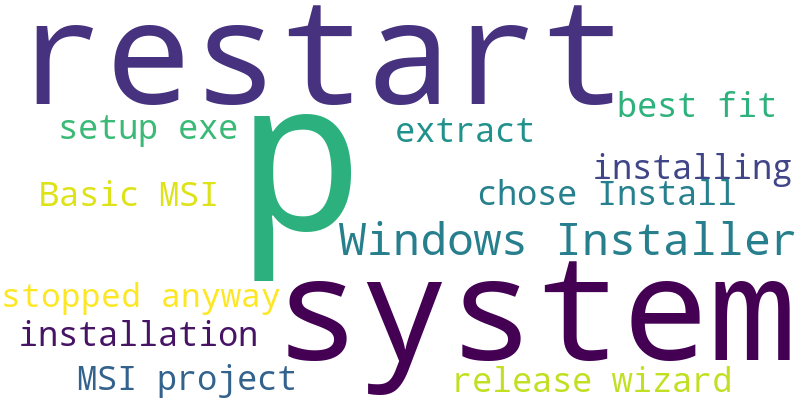 restart
best fit
setup exe
extract
p
installing
Basic MSI
chose Install
Windows Installer
stopped anyway
system
installation
MSI project
release wizard